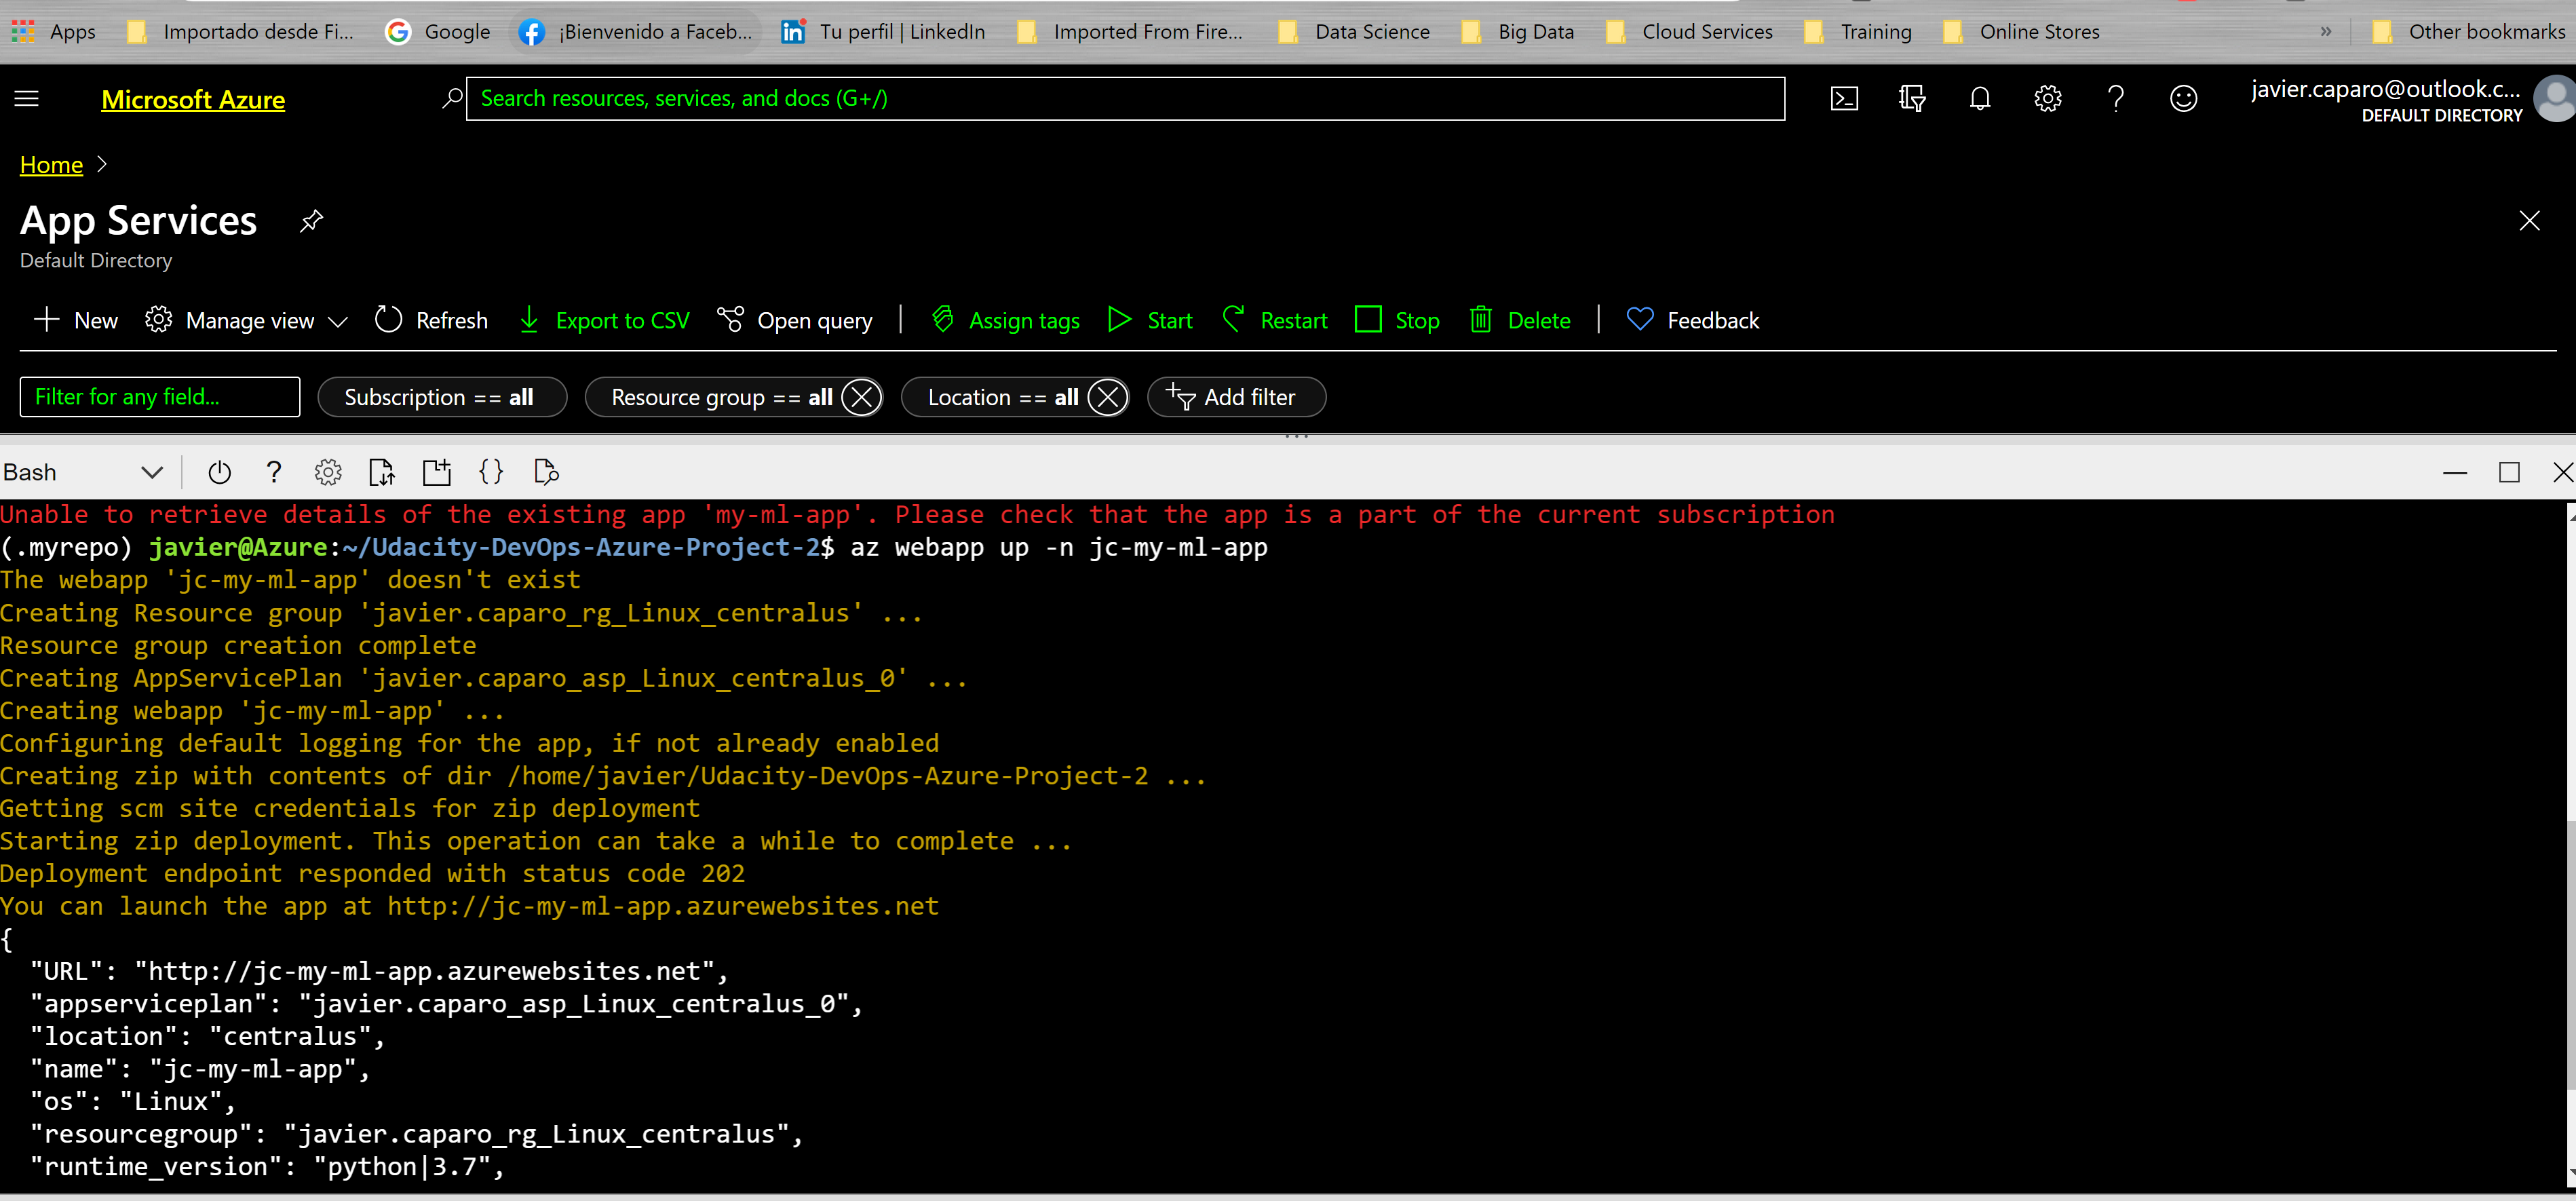 Apps Importado desde Fi... Google ¡Bienvenido a Faceb... Tu perfil | LinkedIn Imported From Fire... Data Science Big Data Cloud Services Training Online Stores » Other bookmarks
Microsoft Azure Search resources, services, and docs (G+/) javier.caparo@outlook.c...
DEFAULT DIRECTORY
Home >
App Services
Default Directory
New Manage view Refresh Export to CSV Open query | Assign tags Start Restart Stop Delete | Feedback
Filter for any field... Subscription == all Resource group == all Location == all Add filter
Bash ? {}
Unable to retrieve details of the existing app 'my-ml-app'. Please check that the app is a part of the current subscription
(.myrepo) javier@Azure:~/Udacity-DevOps-Azure-Project-2$ az webapp up -n jc-my-ml-app
The webapp 'jc-my-ml-app' doesn't exist
Creating Resource group 'javier.caparo_rg_Linux_centralus' ...
Resource group creation complete
Creating AppServicePlan 'javier.caparo_asp_Linux_centralus_0' ...
Creating webapp 'jc-my-ml-app' ...
Configuring default logging for the app, if not already enabled
Creating zip with contents of dir /home/javier/Udacity-DevOps-Azure-Project-2 ...
Getting scm site credentials for zip deployment
Starting zip deployment. This operation can take a while to complete ...
Deployment endpoint responded with status code 202
You can launch the app at http://jc-my-ml-app.azurewebsites.net
{
"URL": "http://jc-my-ml-app.azurewebsites.net",
"appserviceplan": "javier.caparo_asp_Linux_centralus_0",
"location": "centralus",
"name": "jc-my-ml-app",
"os": "Linux",
"resourcegroup": "javier.caparo_rg_Linux_centralus",
"runtime_version": "python|3.7",